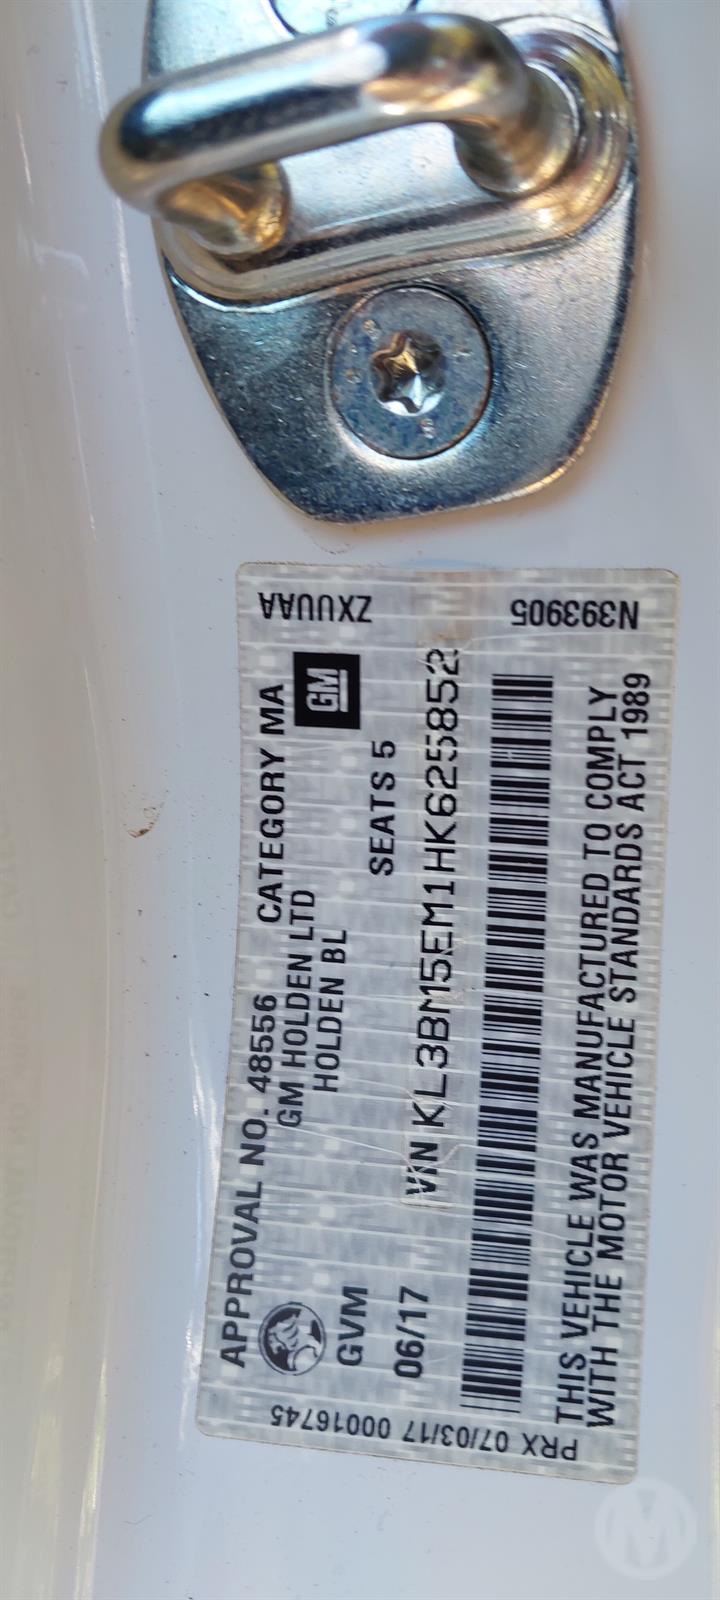 APPROVAL NO. 48556 CATEGORY MA
GM HOLDEN LTD
HOLDEN BL
GM
GVM SEATS 5
06/17 VIN KL3BM5EM1HK625852
THIS VEHICLE WAS MANUFACTURED TO COMPLY
WITH THE MOTOR VEHICLE STANDARDS ACT 1989
ZXUUAA N393905
PRX 07/03/17 00016745
M